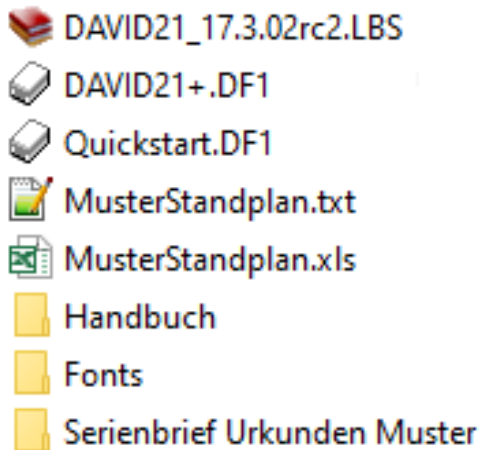 DAVID21_17.3.02rc2.LBS
DAVID21+.DF1
Quickstart.DF1
MusterStandplan.txt
MusterStandplan.xls
Handbuch
Fonts
Serienbrief Urkunden Muster